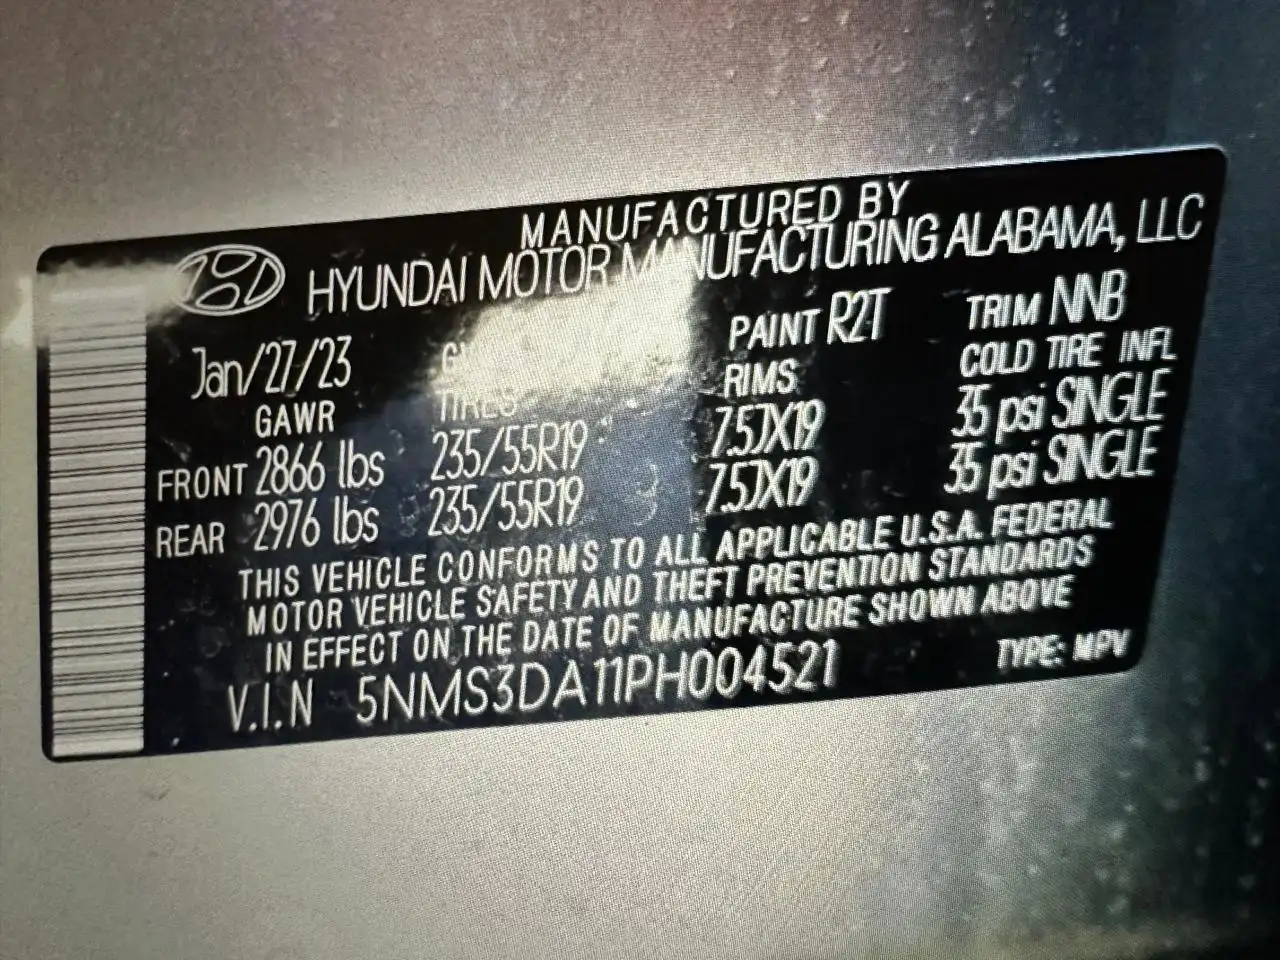 MANUFACTURED BY
HYUNDAI MOTOR MANUFACTURING ALABAMA, LLC
Jan/27/23 PAINT R2T TRIM NNB
GAWR TIRES RIMS COLD TIRE INFL
FRONT 2866 lbs 235/55R19 7.5JX19 35 psi SINGLE
REAR 2976 lbs 235/55R19 7.5JX19 35 psi SINGLE
THIS VEHICLE CONFORMS TO ALL APPLICABLE U.S.A. FEDERAL
MOTOR VEHICLE SAFETY AND THEFT PREVENTION STANDARDS
IN EFFECT ON THE DATE OF MANUFACTURE SHOWN ABOVE
V.I.N 5NMS3DA11PH004521 TYPE: MPV